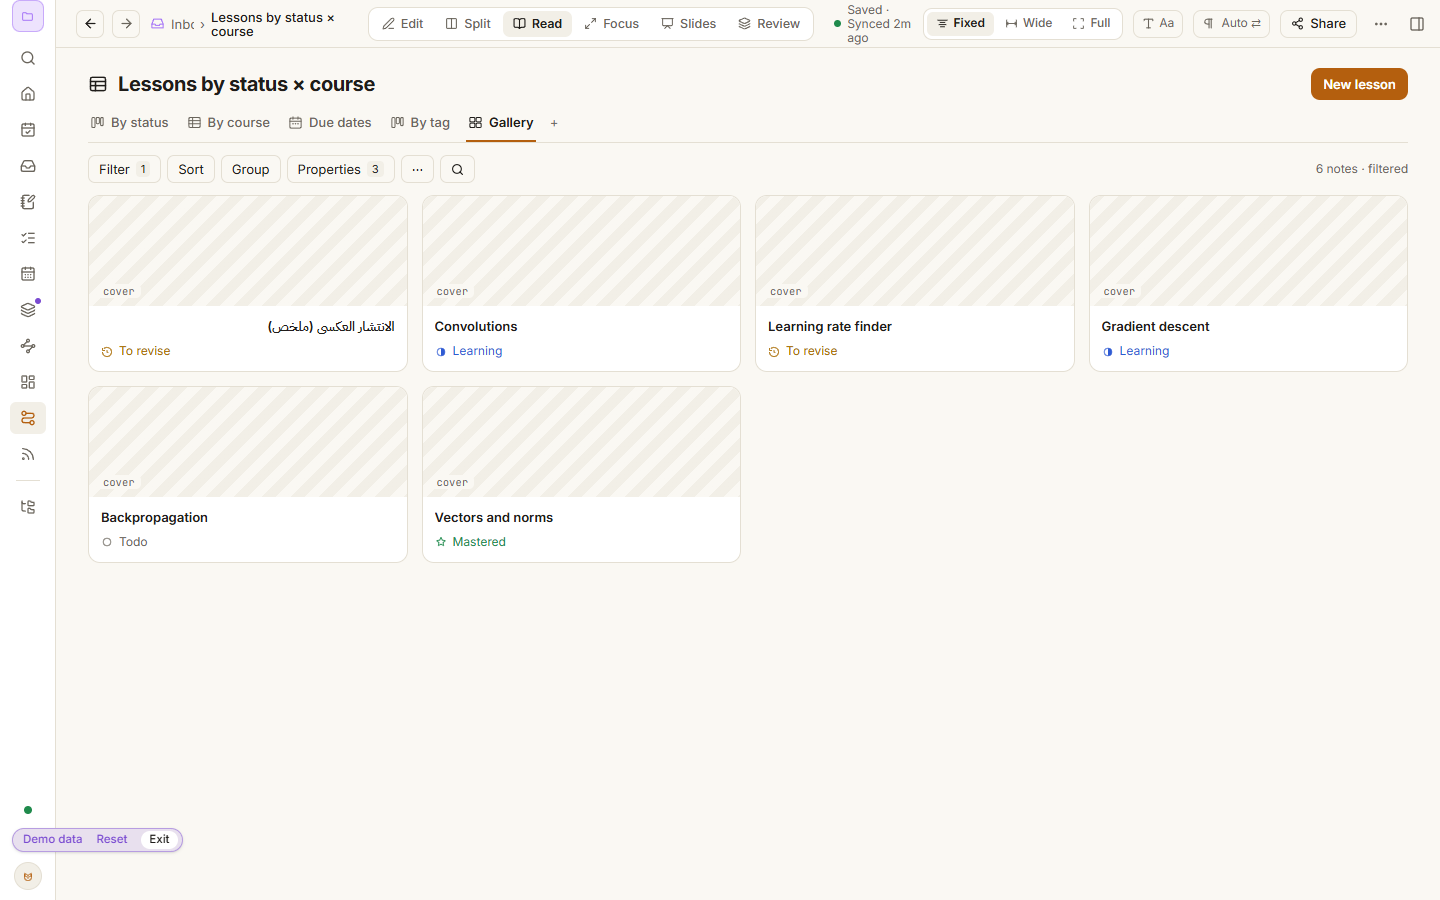 Inbc › Lessons by status × course
Edit Split Read Focus Slides Review
Saved · Synced 2m ago
Fixed Wide Full
Aa
Auto ⇄
Share
Lessons by status × course
New lesson
By status By course Due dates By tag Gallery +
Filter 1 Sort Group Properties 3 ...
6 notes · filtered
cover
الانتشار العكسي (ملخص)
To revise
cover
Convolutions
Learning
cover
Learning rate finder
To revise
cover
Gradient descent
Learning
cover
Backpropagation
Todo
cover
Vectors and norms
Mastered
Demo data Reset Exit